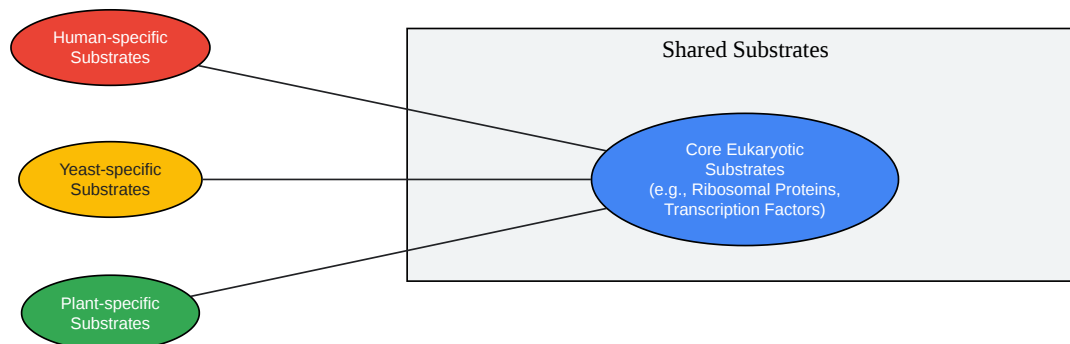 Human-specific
Substrates
Shared Substrates
Yeast-specific
Substrates
Core Eukaryotic
Substrates
(e.g., Ribosomal Proteins,
Transcription Factors)
Plant-specific
Substrates